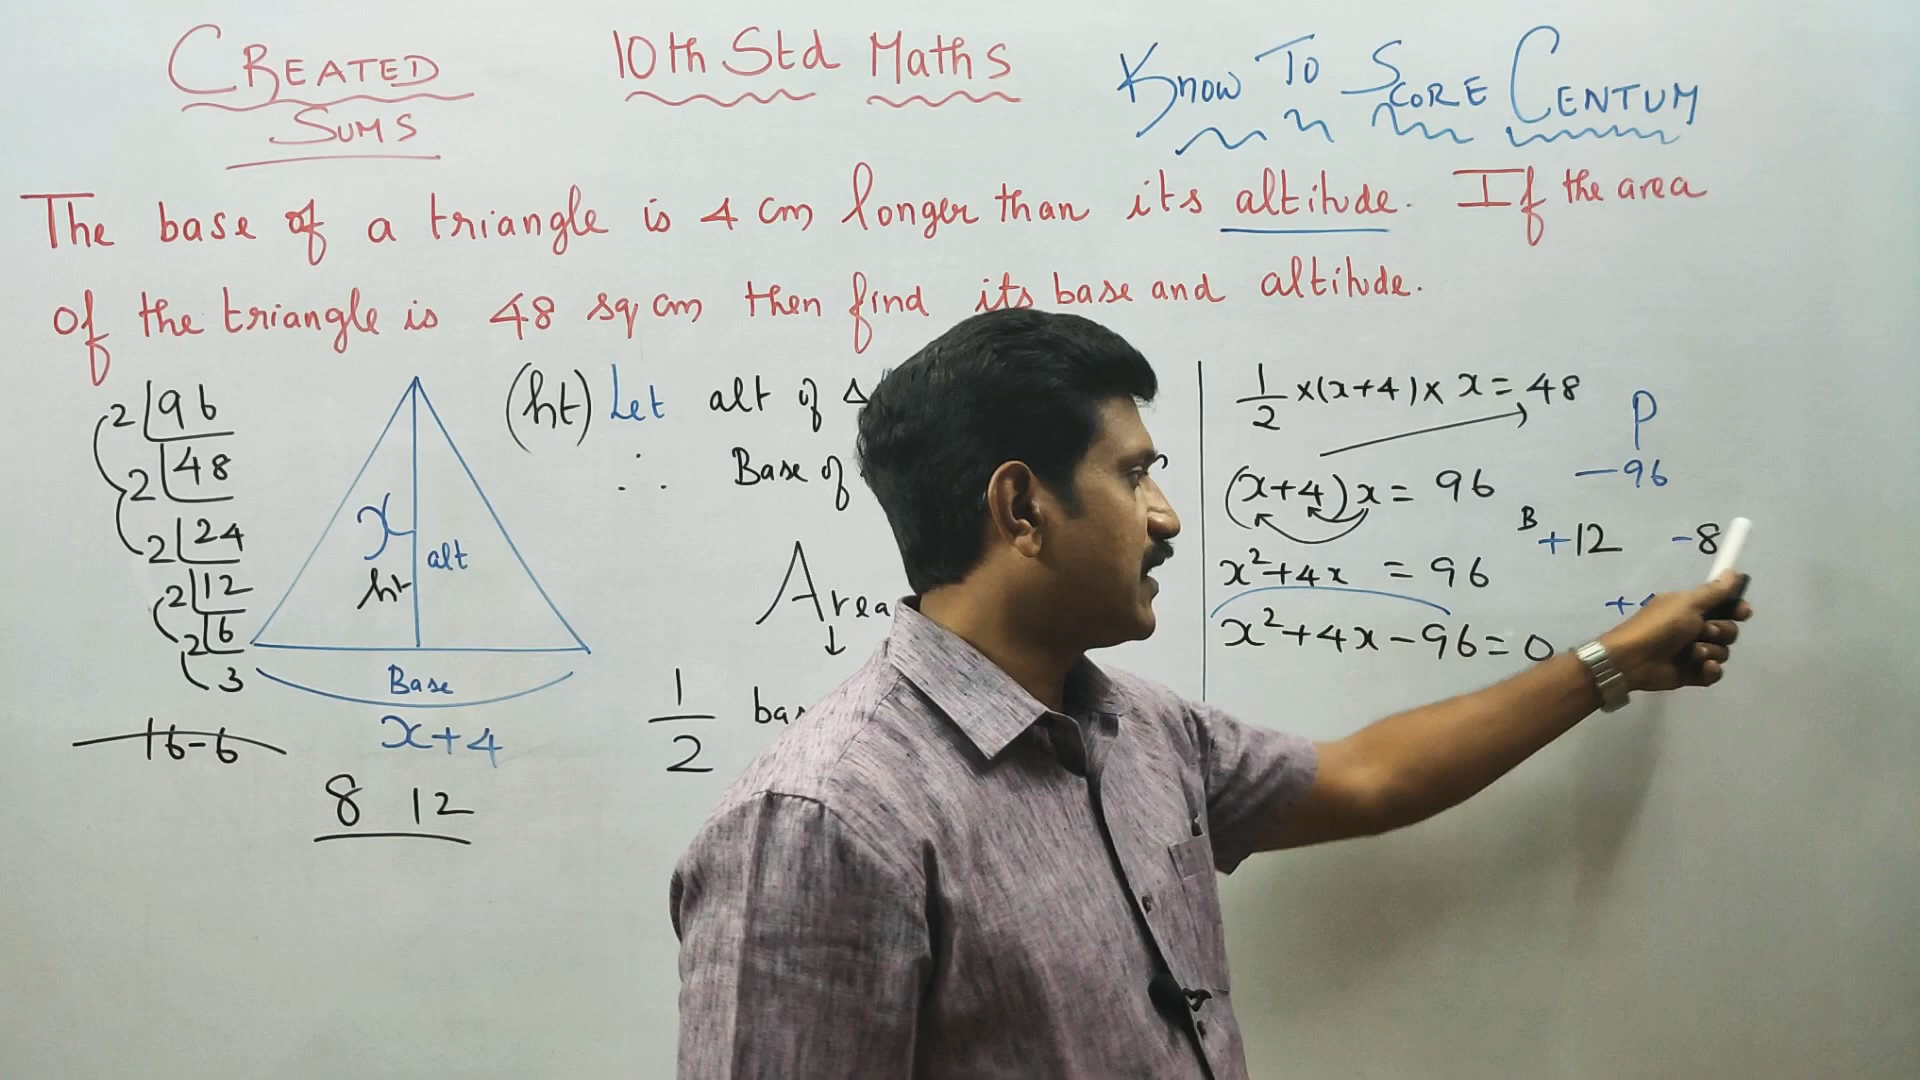 CREATED SUMS
10th Std Maths
KNOW TO SCORE CENTUM
The base of a triangle is 4 cm longer than its altitude. If the area
of the triangle is 48 sq cm then find its base and altitude.
2 | 96
2 | 48
2 | 24
2 | 12
2 | 6
3
16-6
8 12
x
ht
alt
Base
x+4
(ht) Let alt of Δ
∴ Base of
Area
↓
1/2 bas
1/2 ×(x+4)× x = 48
(x+4)x = 96
x²+4x = 96
x²+4x-96=0
P
-96
B
+12 -8